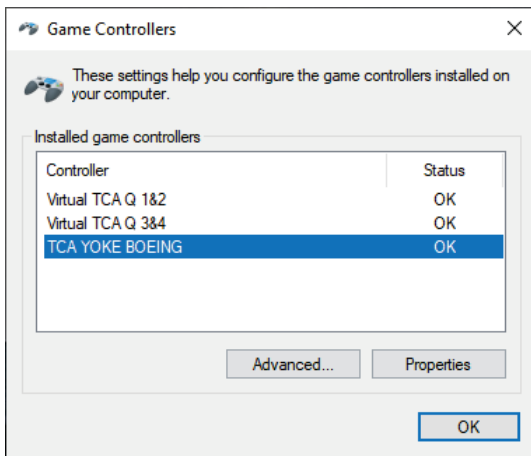 Game Controllers
These settings help you configure the game controllers installed on
your computer.
Installed game controllers
Controller Status
Virtual TCA Q 1&2 OK
Virtual TCA Q 3&4 OK
TCA YOKE BOEING OK
Advanced... Properties
OK